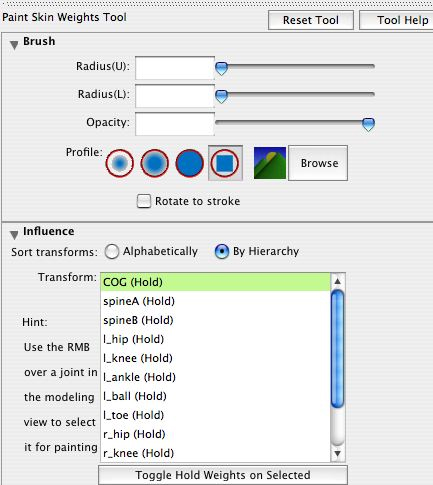 Paint Skin Weights Tool
Reset Tool
Tool Help
Brush
Radius(U):
Radius(L):
Opacity:
Profile:
Browse
Rotate to stroke
Influence
Sort transforms:
Alphabetically
By Hierarchy
Transform:
COG (Hold)
spineA (Hold)
spineB (Hold)
l_hip (Hold)
l_knee (Hold)
l_ankle (Hold)
l_ball (Hold)
l_toe (Hold)
r_hip (Hold)
r_knee (Hold)
Hint:
Use the RMB
over a joint in
the modeling
view to select
it for painting
Toggle Hold Weights on Selected